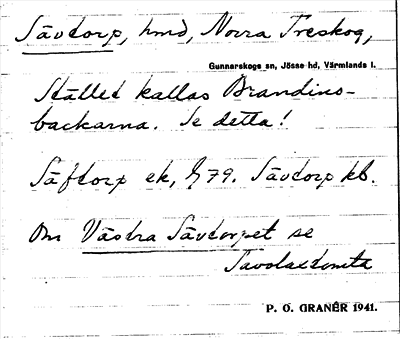 Sävtorp, hmd, Norra Treskog,
Gunnarskogs sn, Jösse hd, Värmlands l.
Stället kallas Brandins-
backarna. Se detta!
Säftorp ek, 79. Sävtorp kb.
Om Västra Sävtorpet se
Savolaxtomta
P. O. GRANÉR 1941.